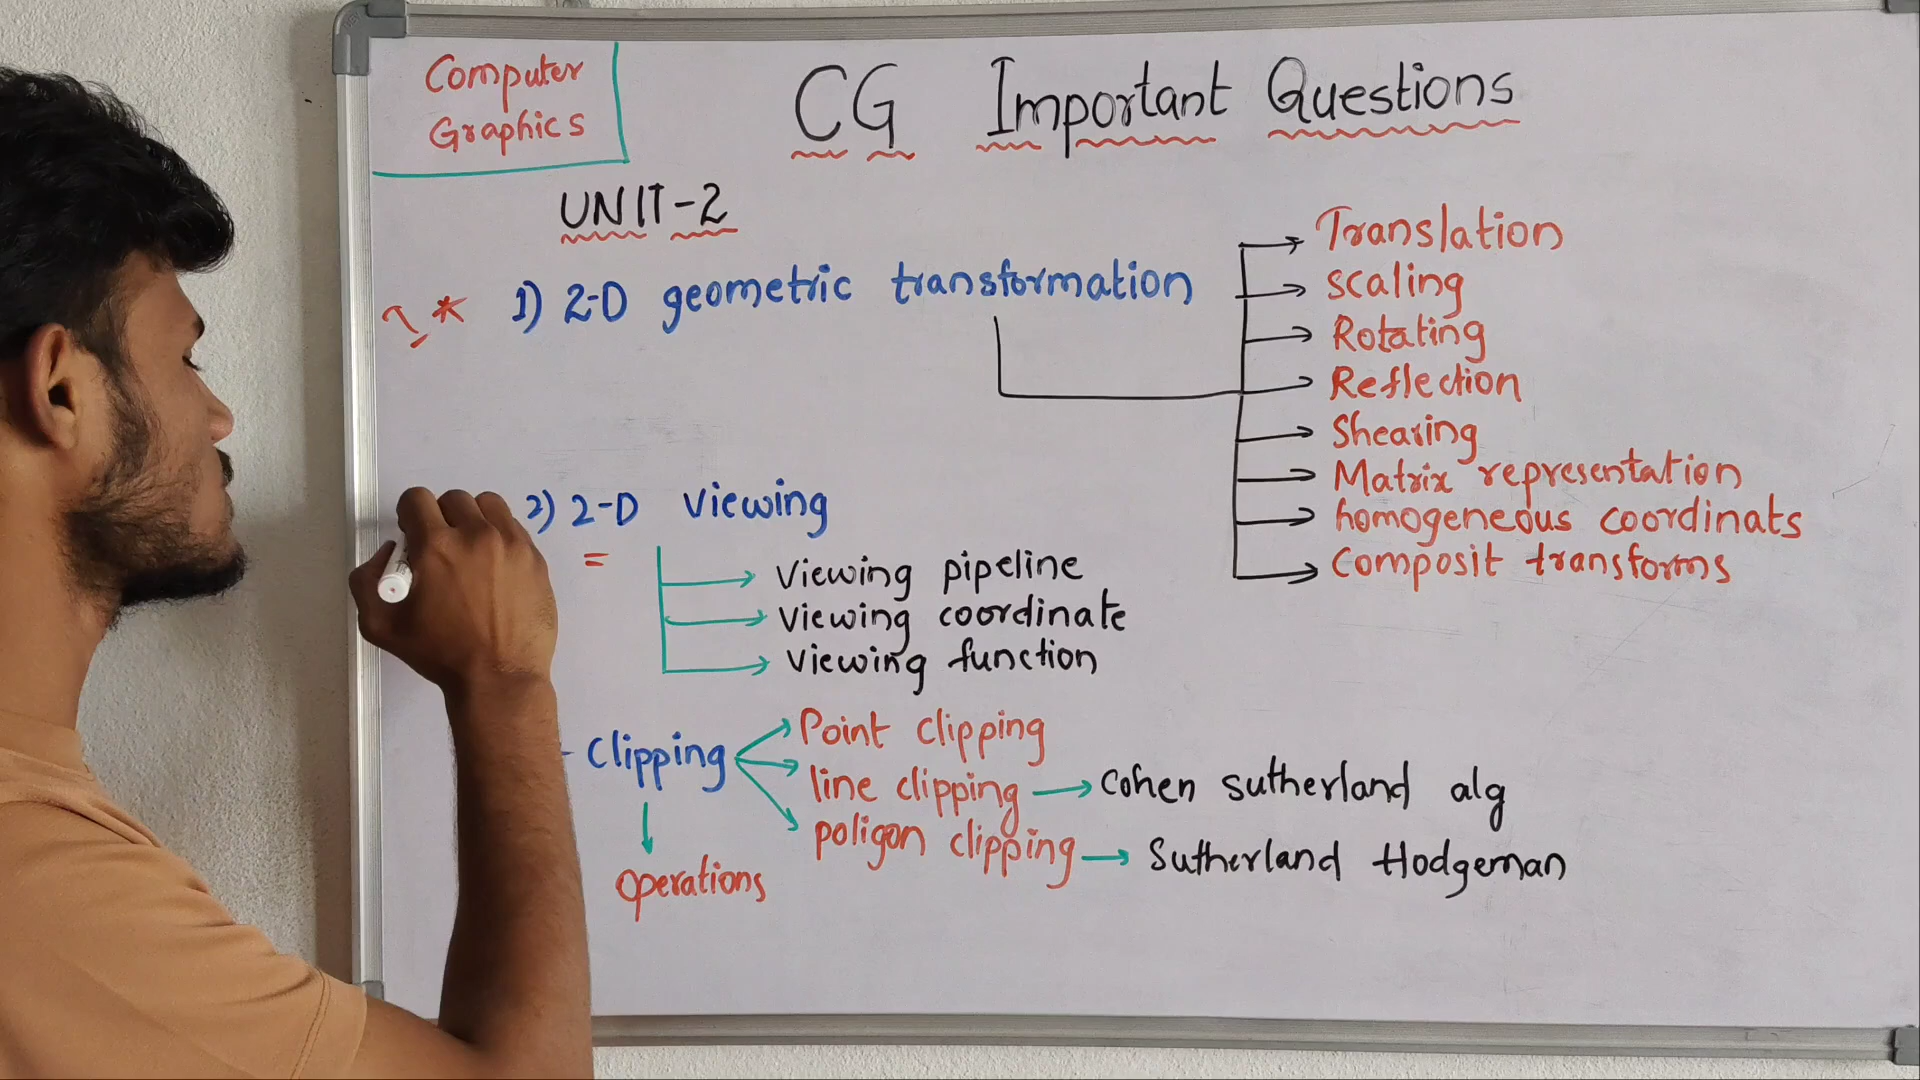 Computer
Graphics
CG Important Questions
UNIT-2
* 1) 2-D geometric transformation
Translation
scaling
Rotating
Reflection
Shearing
Matrix representation
homogeneous coordinats
Composit transforms
2) 2-D viewing
viewing pipeline
viewing coordinate
viewing function
- Clipping
Point clipping
line clipping → Cohen sutherland alg
poligon clipping → Sutherland Hodgeman
operations